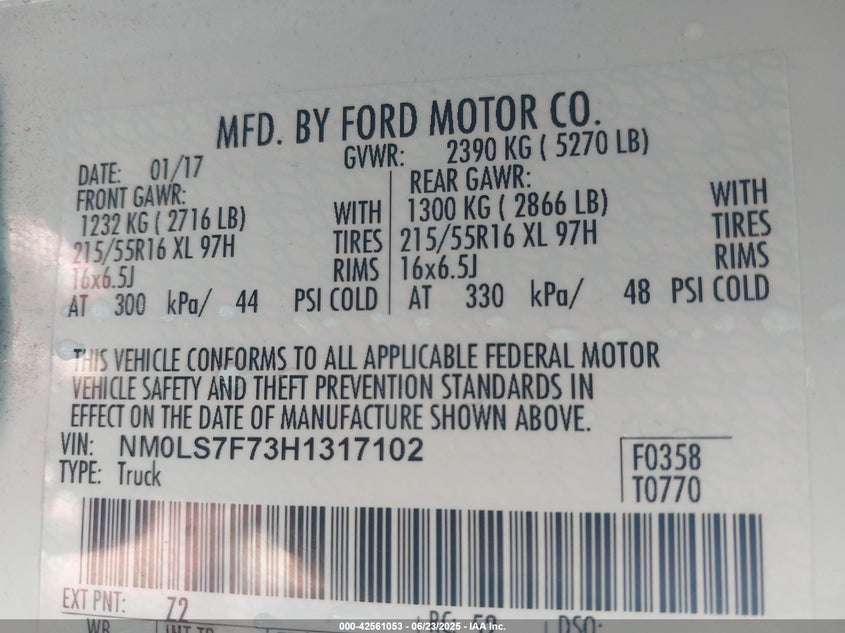 MFD. BY FORD MOTOR CO.
DATE: 01/17
GVWR: 2390 KG ( 5270 LB)
FRONT GAWR:
1232 KG ( 2716 LB) WITH
215/55R16 XL 97H TIRES
16x6.5J RIMS
AT 300 kPa/ 44 PSI COLD
REAR GAWR:
1300 KG ( 2866 LB) WITH
215/55R16 XL 97H TIRES
16x6.5J RIMS
AT 330 kPa/ 48 PSI COLD
THIS VEHICLE CONFORMS TO ALL APPLICABLE FEDERAL MOTOR
VEHICLE SAFETY AND THEFT PREVENTION STANDARDS IN
EFFECT ON THE DATE OF MANUFACTURE SHOWN ABOVE.
VIN: NM0LS7F73H1317102
TYPE: Truck
F0358
T0770
EXT PNT: Z2
WB
DSO:
000-42561053 - 06/23/2025 - IAA Inc.